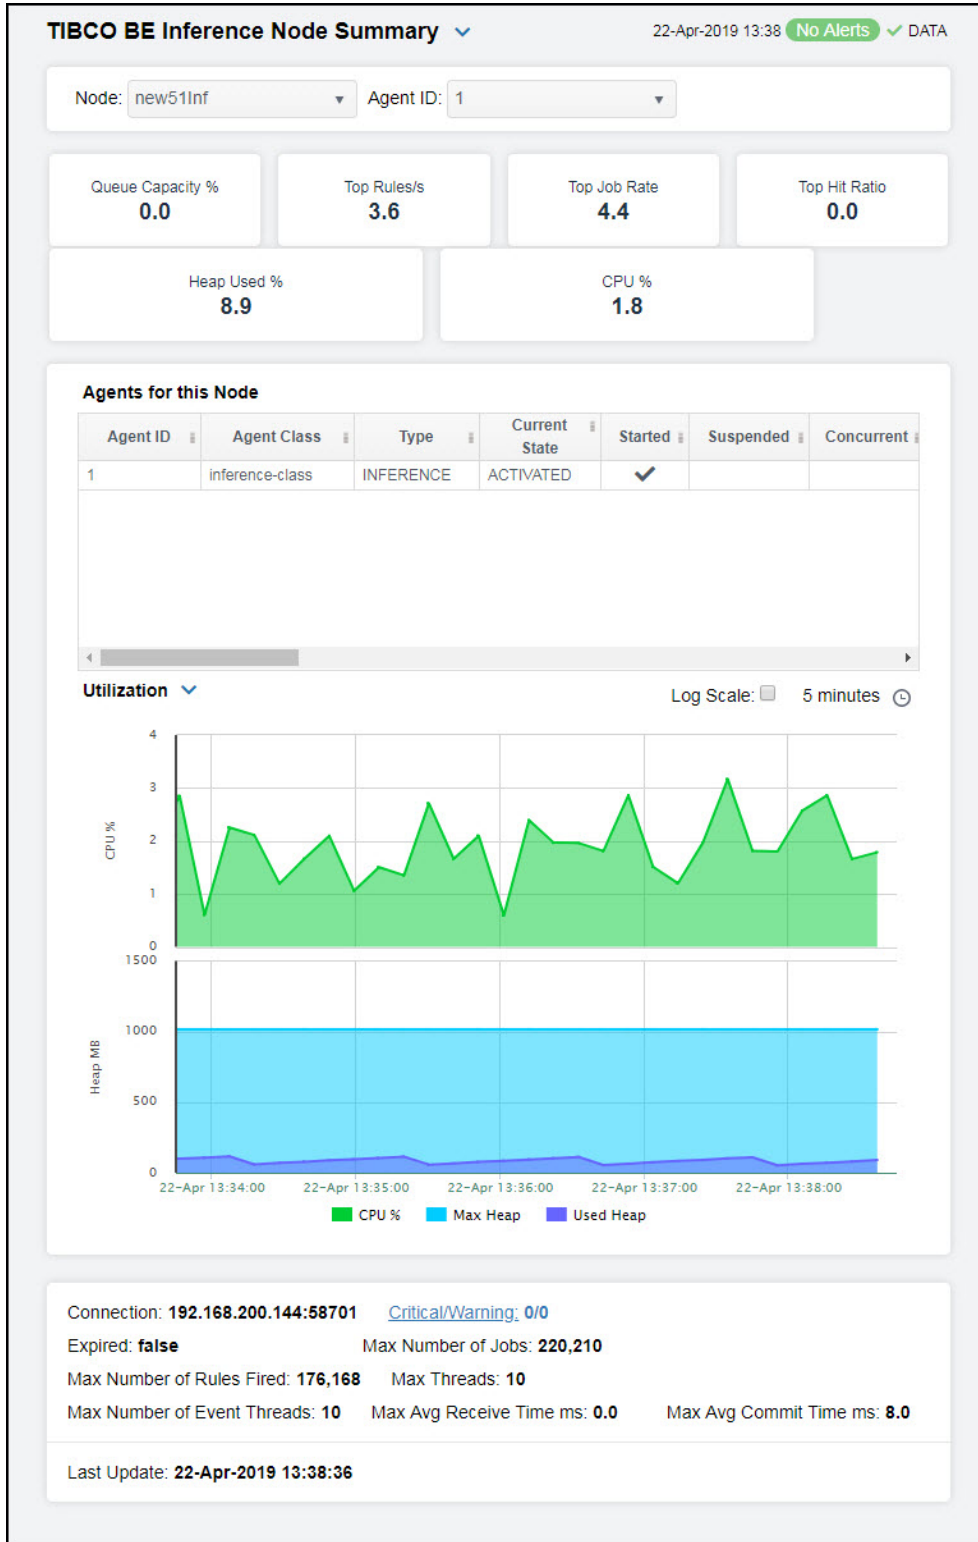 TIBCO BE Inference Node Summary 22-Apr-2019 13:38 No Alerts DATA
Node: new51Inf Agent ID: 1
Queue Capacity % Top Rules/s Top Job Rate Top Hit Ratio
0.0 3.6 4.4 0.0
Heap Used % CPU %
8.9 1.8
Agents for this Node
Agent ID Agent Class Type Current State Started Suspended Concurrent
1 inference-class INFERENCE ACTIVATED
Utilization Log Scale: 5 minutes
4
3
2
1
0
CPU %
1500
1000
500
0
Heap MB
22-Apr 13:34:00 22-Apr 13:35:00 22-Apr 13:36:00 22-Apr 13:37:00 22-Apr 13:38:00
CPU % Max Heap Used Heap
Connection: 192.168.200.144:58701 Critical/Warning: 0/0
Expired: false Max Number of Jobs: 220,210
Max Number of Rules Fired: 176,168 Max Threads: 10
Max Number of Event Threads: 10 Max Avg Receive Time ms: 0.0 Max Avg Commit Time ms: 8.0
Last Update: 22-Apr-2019 13:38:36